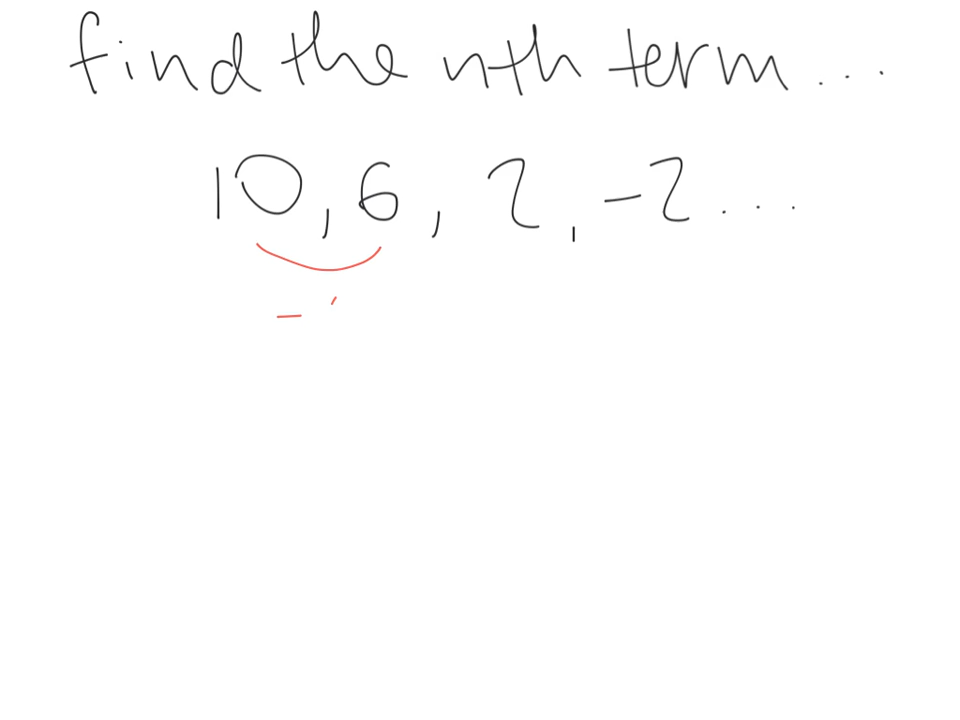 find the nth term...
10, 6, 2, -2...
-